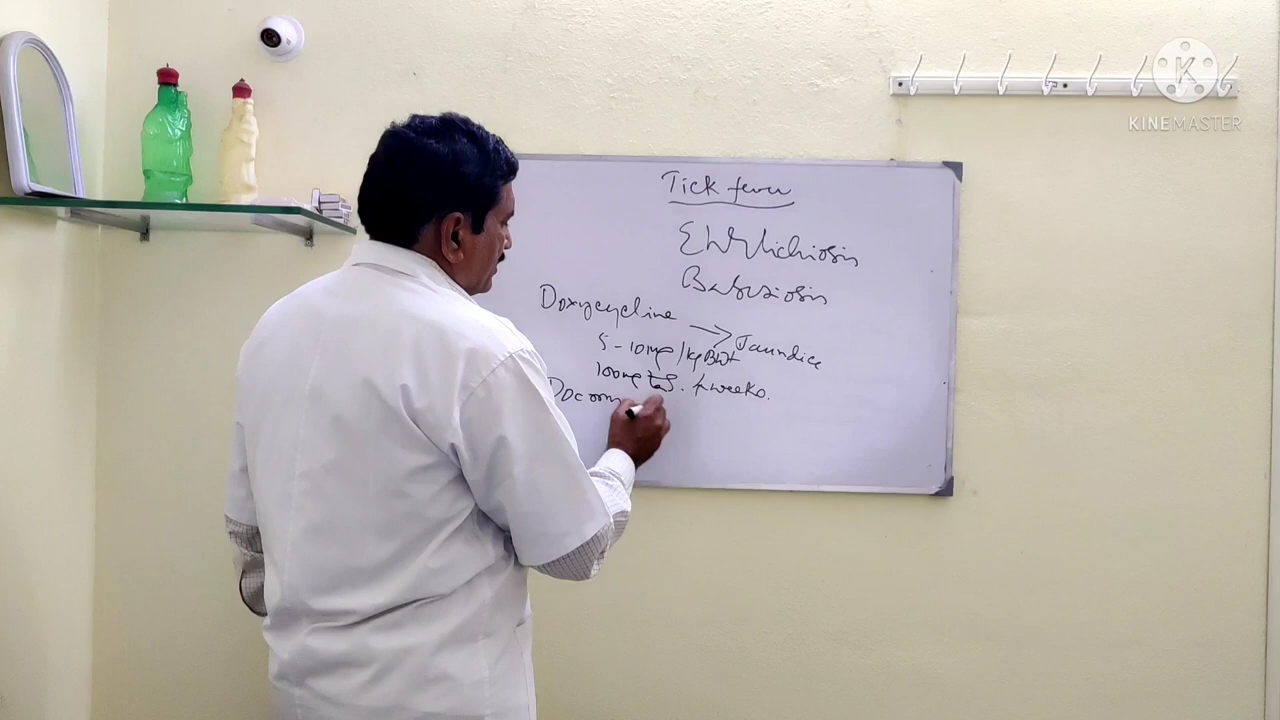 Tick fever
Ehrlichiosis
Babesiosis
Doxycycline → Jaundice
5-10mg/kg BWt
100mg tab. 4 weeks.
KINEMASTER